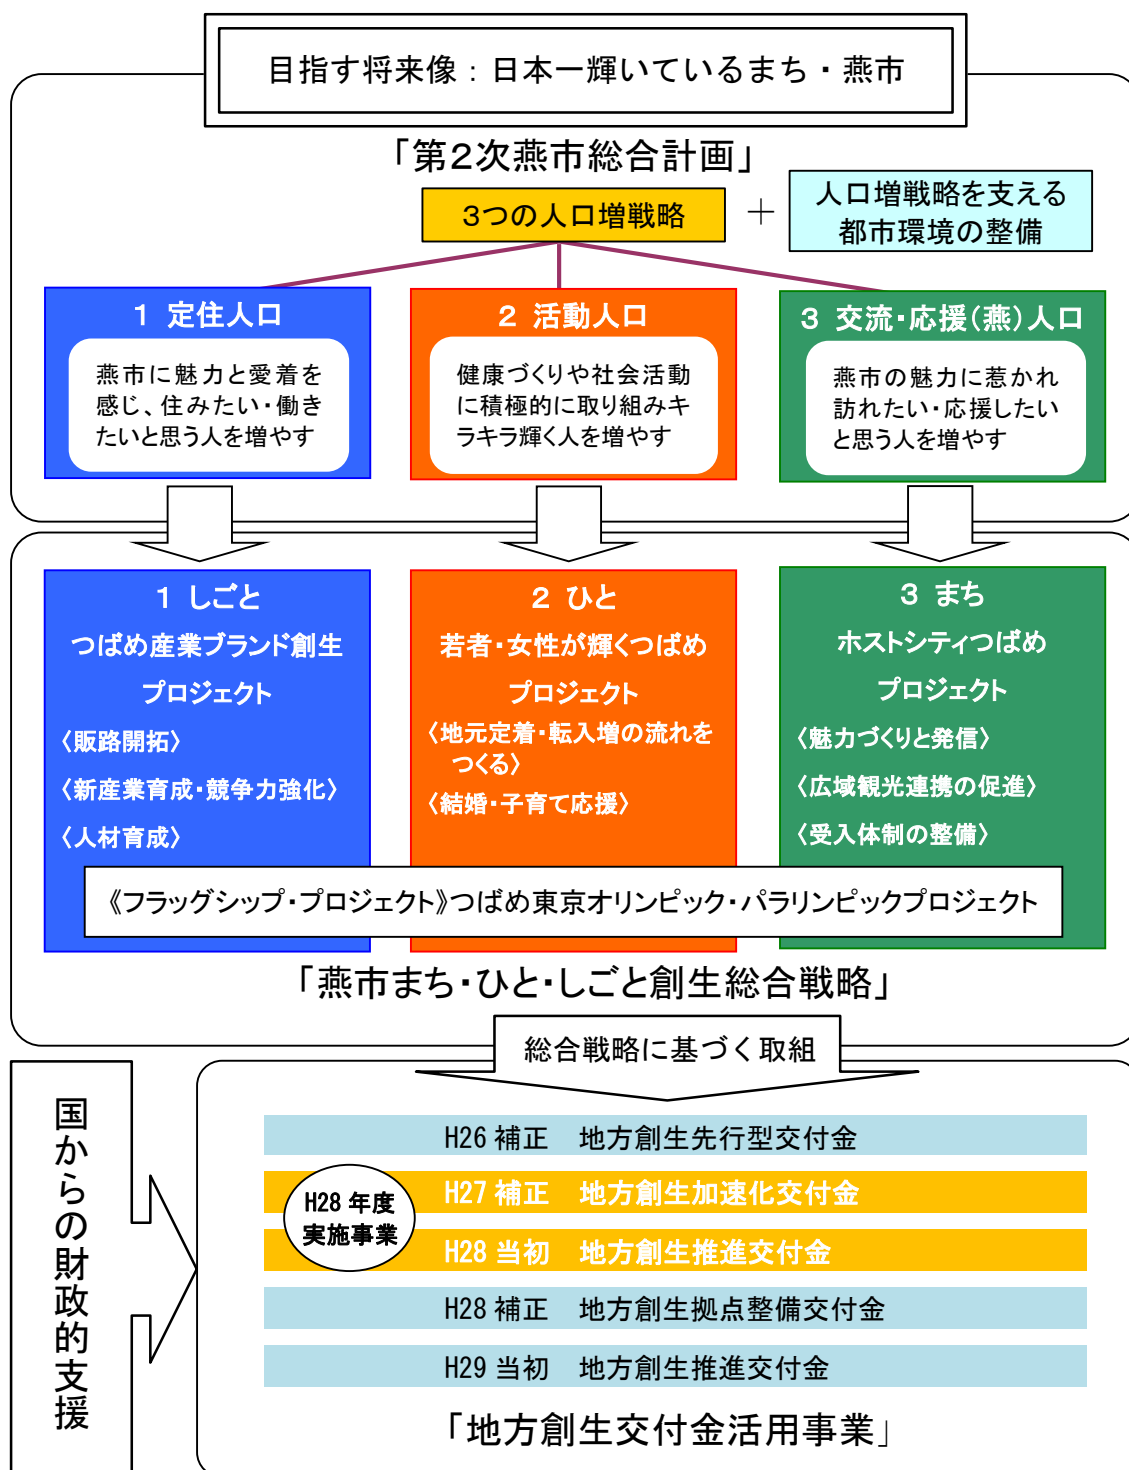 目指す将来像：日本一輝いているまち・燕市
「第２次燕市総合計画」
３つの人口増戦略
＋
人口増戦略を支える
都市環境の整備
１ 定住人口
燕市に魅力と愛着を
感じ、住みたい・働き
たいと思う人を増やす
２ 活動人口
健康づくりや社会活動
に積極的に取り組みキ
ラキラ輝く人を増やす
３ 交流・応援（燕）人口
燕市の魅力に惹かれ
訪れたい・応援したい
と思う人を増やす
１ しごと
つばめ産業ブランド創生
プロジェクト
〈販路開拓〉
〈新産業育成・競争力強化〉
〈人材育成〉
２ ひと
若者・女性が輝くつばめ
プロジェクト
〈地元定着・転入増の流れを
つくる〉
〈結婚・子育て応援〉
３ まち
ホストシティつばめ
プロジェクト
〈魅力づくりと発信〉
〈広域観光連携の促進〉
〈受入体制の整備〉
《フラッグシップ・プロジェクト》つばめ東京オリンピック・パラリンピックプロジェクト
「燕市まち・ひと・しごと創生総合戦略」
総合戦略に基づく取組
国からの財政的支援
H26 補正　地方創生先行型交付金
H28 年度
実施事業
H27 補正　地方創生加速化交付金
H28 当初　地方創生推進交付金
H28 補正　地方創生拠点整備交付金
H29 当初　地方創生推進交付金
「地方創生交付金活用事業」